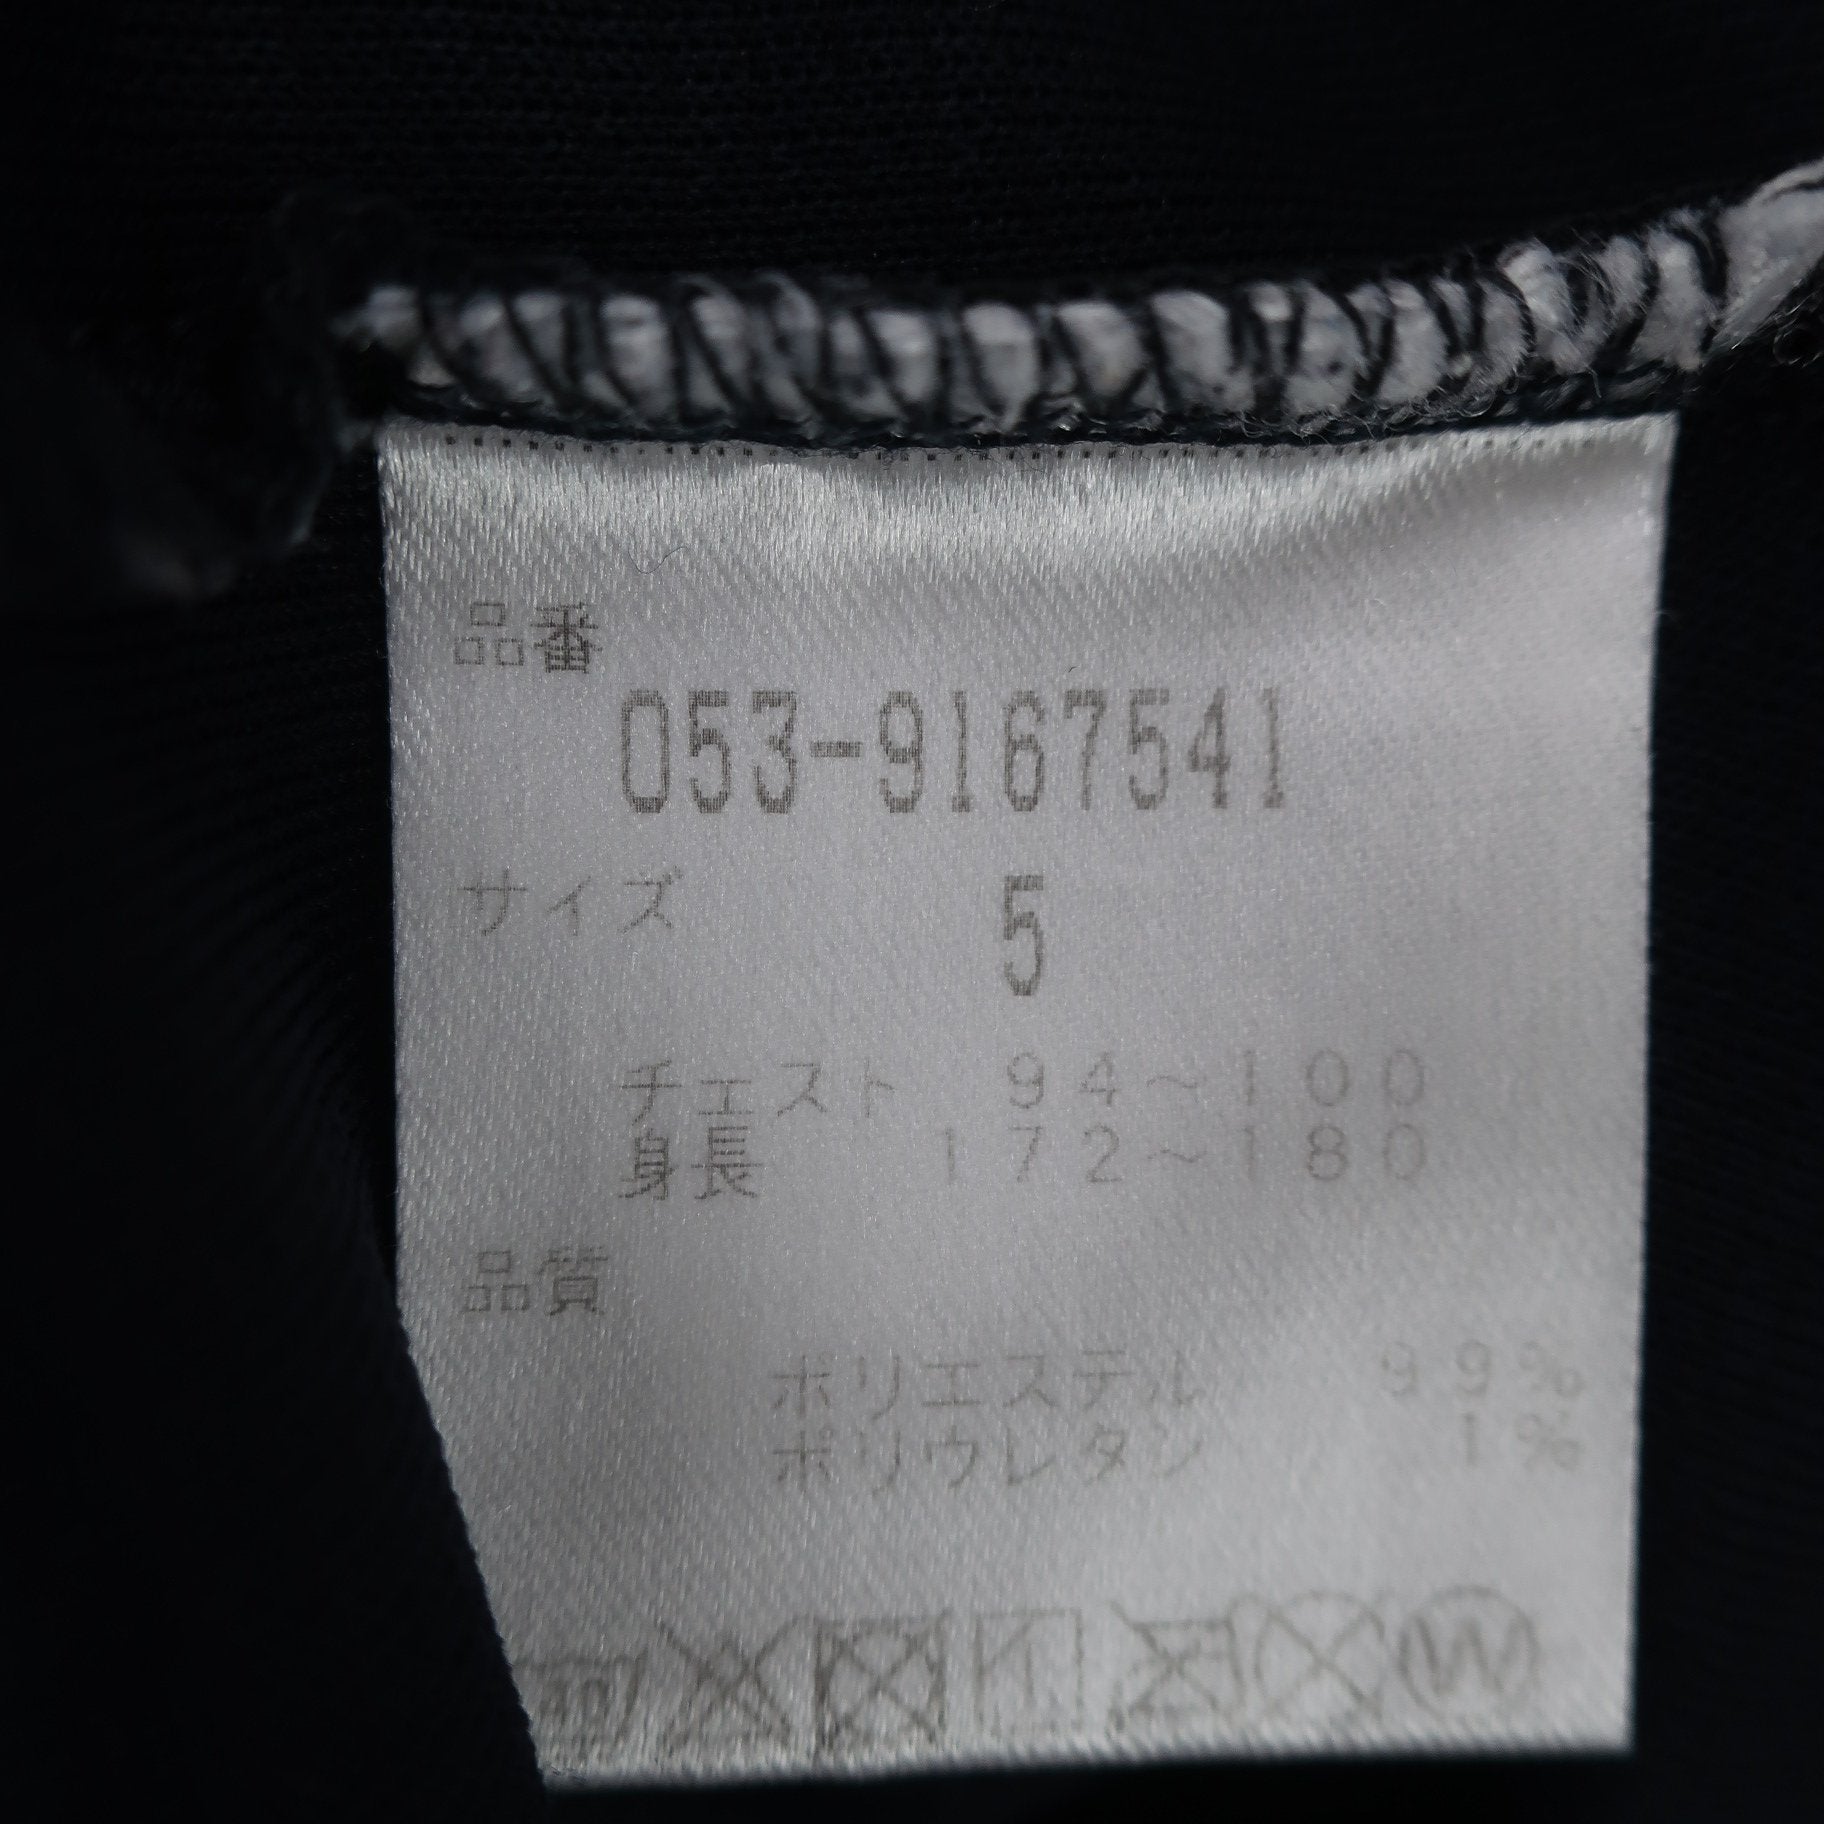 品番
053-9167541
サイズ 5
チェスト 94～100
身長 172～180
品質
ポリエステル 99%
ポリウレタン 1%
W